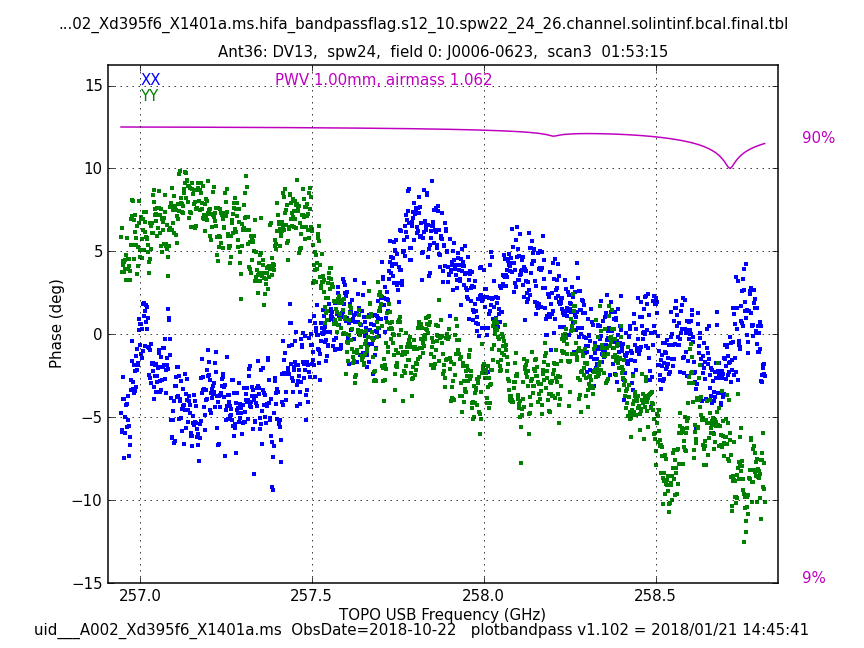 ...02_Xd395f6_X1401a.ms.hifa_bandpassflag.s12_10.spw22_24_26.channel.solintinf.bcal.final.tbl
Ant36: DV13, spw24, field 0: J0006-0623, scan3 01:53:15
XX
PWV 1.00mm, airmass 1.062
YY
15
10
5
0
−5
−10
−15
Phase (deg)
90%
9%
257.0
257.5
258.0
258.5
TOPO USB Frequency (GHz)
uid___A002_Xd395f6_X1401a.ms ObsDate=2018-10-22 plotbandpass v1.102 = 2018/01/21 14:45:41